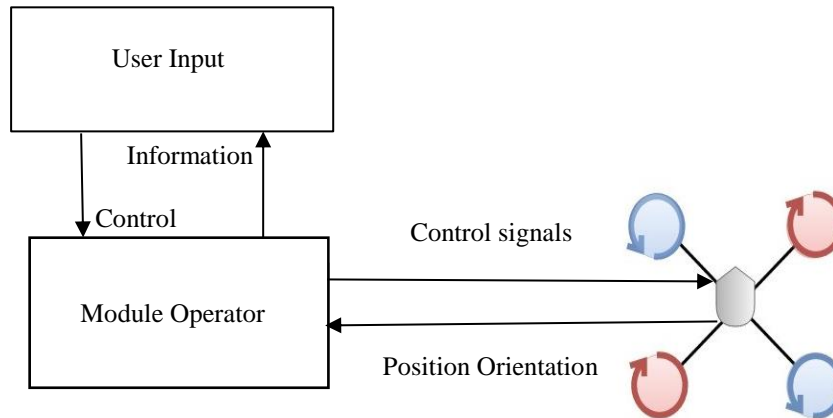 User Input
Information
Control
Control signals
Module Operator
Position Orientation